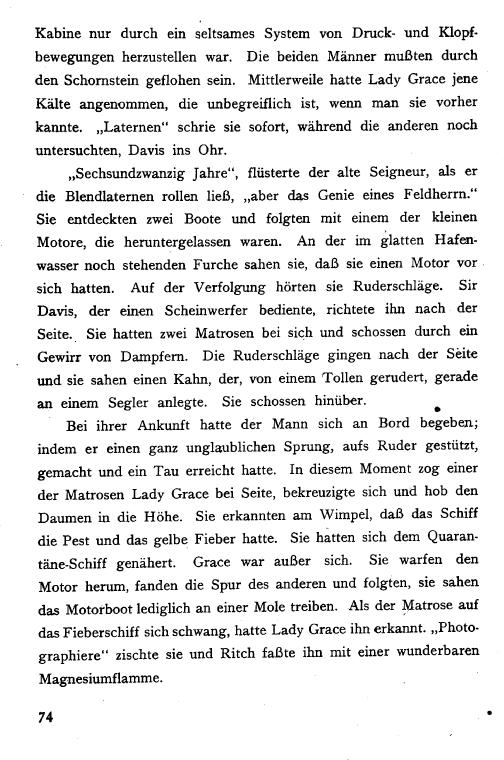 Kabine nur durch ein seltsames System von Druck- und Klopf-
bewegungen herzustellen war. Die beiden Männer mußten durch
den Schornstein geflohen sein. Mittlerweile hatte Lady Grace jene
Kälte angenommen, die unbegreiflich ist, wenn man sie vorher
kannte. „Laternen“ schrie sie sofort, während die anderen noch
untersuchten, Davis ins Ohr.
„Sechsundzwanzig Jahre“, flüsterte der alte Seigneur, als er
die Blendlaternen rollen ließ, „aber das Genie eines Feldherrn.“
Sie entdeckten zwei Boote und folgten mit einem der kleinen
Motore, die heruntergelassen waren. An der im glatten Hafen-
wasser noch stehenden Furche sahen sie, daß sie einen Motor vor
sich hatten. Auf der Verfolgung hörten sie Ruderschläge. Sir
Davis, der einen Scheinwerfer bediente, richtete ihn nach der
Seite. Sie hatten zwei Matrosen bei sich und schossen durch ein
Gewirr von Dampfern. Die Ruderschläge gingen nach der Seite
und sie sahen einen Kahn, der, von einem Tollen gerudert, gerade
an einem Segler anlegte. Sie schossen hinüber.
Bei ihrer Ankunft hatte der Mann sich an Bord begeben;
indem er einen ganz unglaublichen Sprung, aufs Ruder gestützt,
gemacht und ein Tau erreicht hatte. In diesem Moment zog einer
der Matrosen Lady Grace bei Seite, bekreuzigte sich und hob den
Daumen in die Höhe. Sie erkannten am Wimpel, daß das Schiff
die Pest und das gelbe Fieber hatte. Sie hatten sich dem Quaran-
täne-Schiff genähert. Grace war außer sich. Sie warfen den
Motor herum, fanden die Spur des anderen und folgten, sie sahen
das Motorboot lediglich an einer Mole treiben. Als der Matrose auf
das Fieberschiff sich schwang, hatte Lady Grace ihn erkannt. „Photo-
graphiere“ zischte sie und Ritch faßte ihn mit einer wunderbaren
Magnesiumflamme.
74